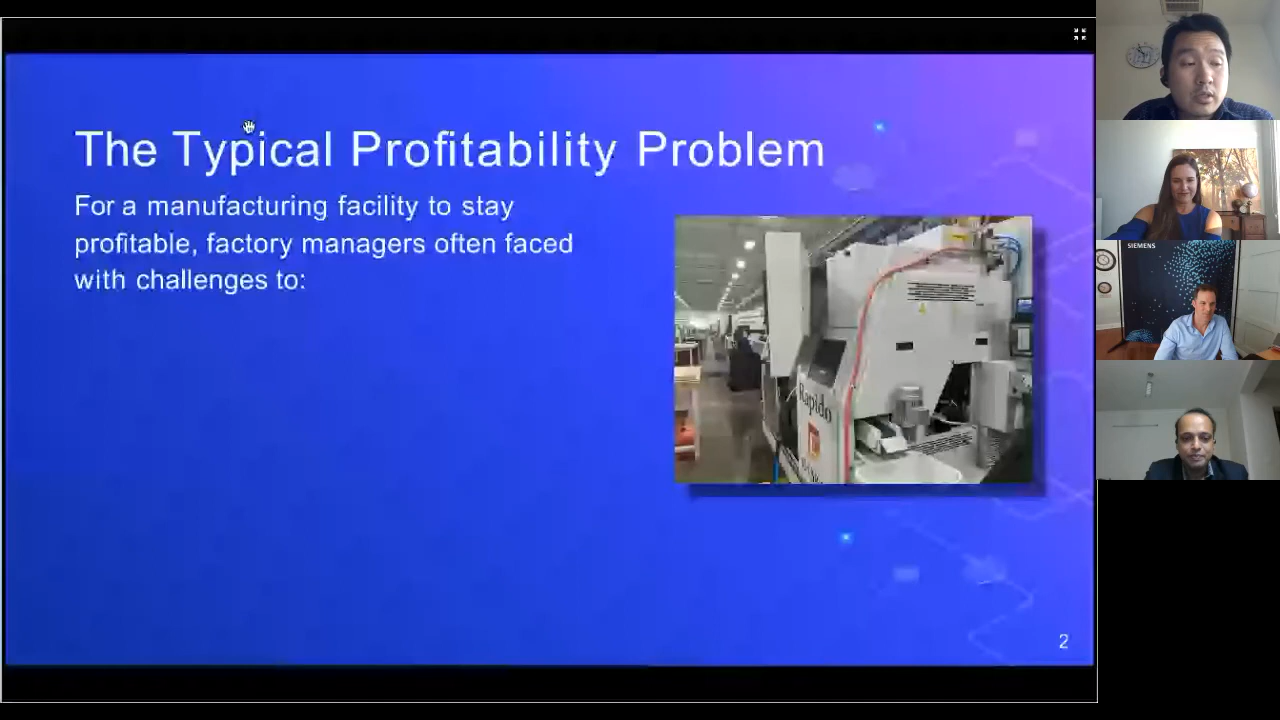 The Typical Profitability Problem
For a manufacturing facility to stay
profitable, factory managers often faced
with challenges to:
Rapido
2
SIEMENS